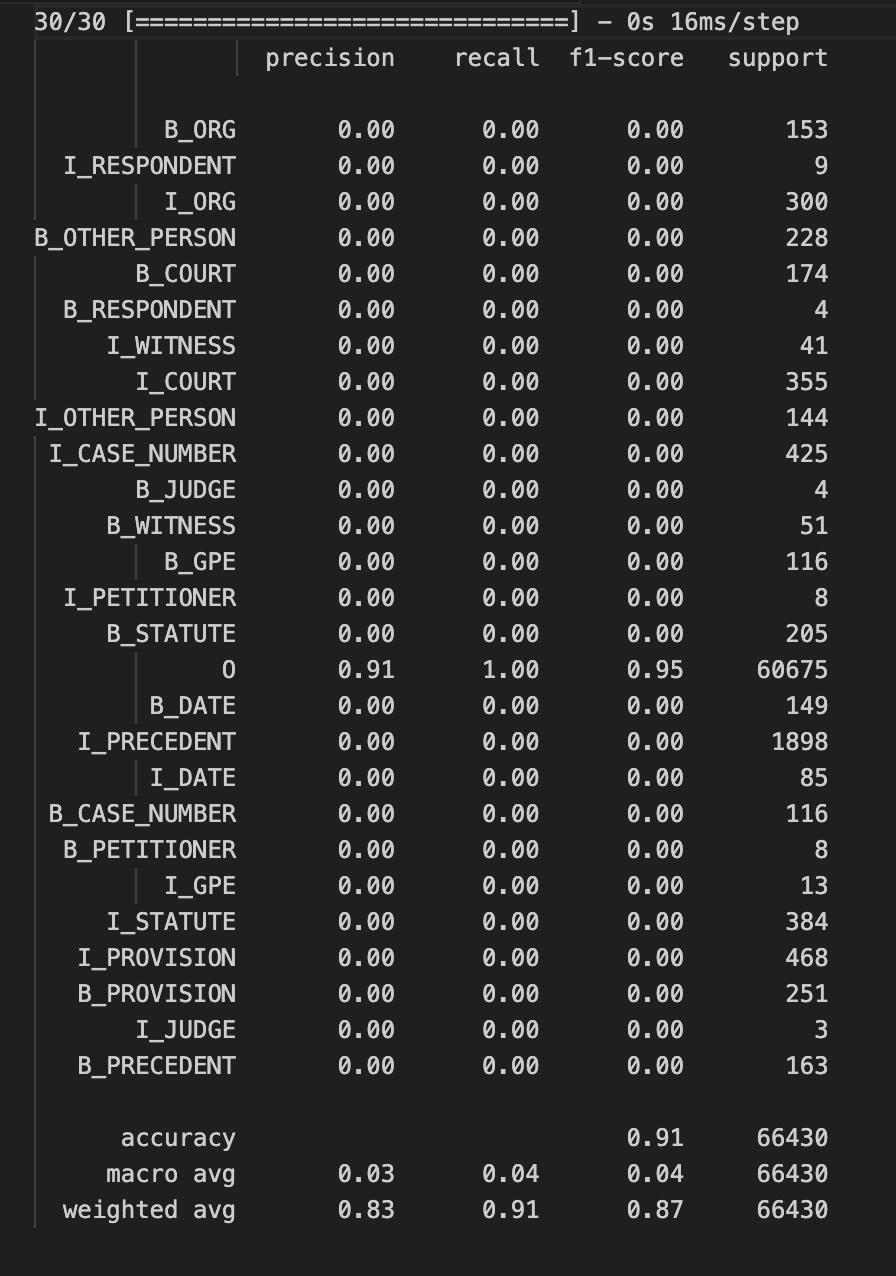 30/30 [==============================] - 0s 16ms/step
precision recall f1-score support
B_ORG 0.00 0.00 0.00 153
I_RESPONDENT 0.00 0.00 0.00 9
I_ORG 0.00 0.00 0.00 300
B_OTHER_PERSON 0.00 0.00 0.00 228
B_COURT 0.00 0.00 0.00 174
B_RESPONDENT 0.00 0.00 0.00 4
I_WITNESS 0.00 0.00 0.00 41
I_COURT 0.00 0.00 0.00 355
I_OTHER_PERSON 0.00 0.00 0.00 144
I_CASE_NUMBER 0.00 0.00 0.00 425
B_JUDGE 0.00 0.00 0.00 4
B_WITNESS 0.00 0.00 0.00 51
B_GPE 0.00 0.00 0.00 116
I_PETITIONER 0.00 0.00 0.00 8
B_STATUTE 0.00 0.00 0.00 205
O 0.91 1.00 0.95 60675
B_DATE 0.00 0.00 0.00 149
I_PRECEDENT 0.00 0.00 0.00 1898
I_DATE 0.00 0.00 0.00 85
B_CASE_NUMBER 0.00 0.00 0.00 116
B_PETITIONER 0.00 0.00 0.00 8
I_GPE 0.00 0.00 0.00 13
I_STATUTE 0.00 0.00 0.00 384
I_PROVISION 0.00 0.00 0.00 468
B_PROVISION 0.00 0.00 0.00 251
I_JUDGE 0.00 0.00 0.00 3
B_PRECEDENT 0.00 0.00 0.00 163
accuracy 0.91 66430
macro avg 0.03 0.04 0.04 66430
weighted avg 0.83 0.91 0.87 66430